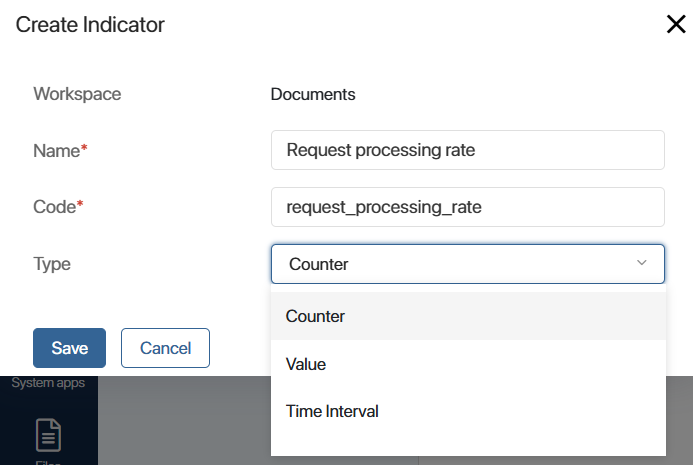 Create Indicator
Workspace Documents
Name* Request processing rate
Code* request_processing_rate
Type Counter
Counter
Save Cancel
Value
System apps
Time Interval
Files